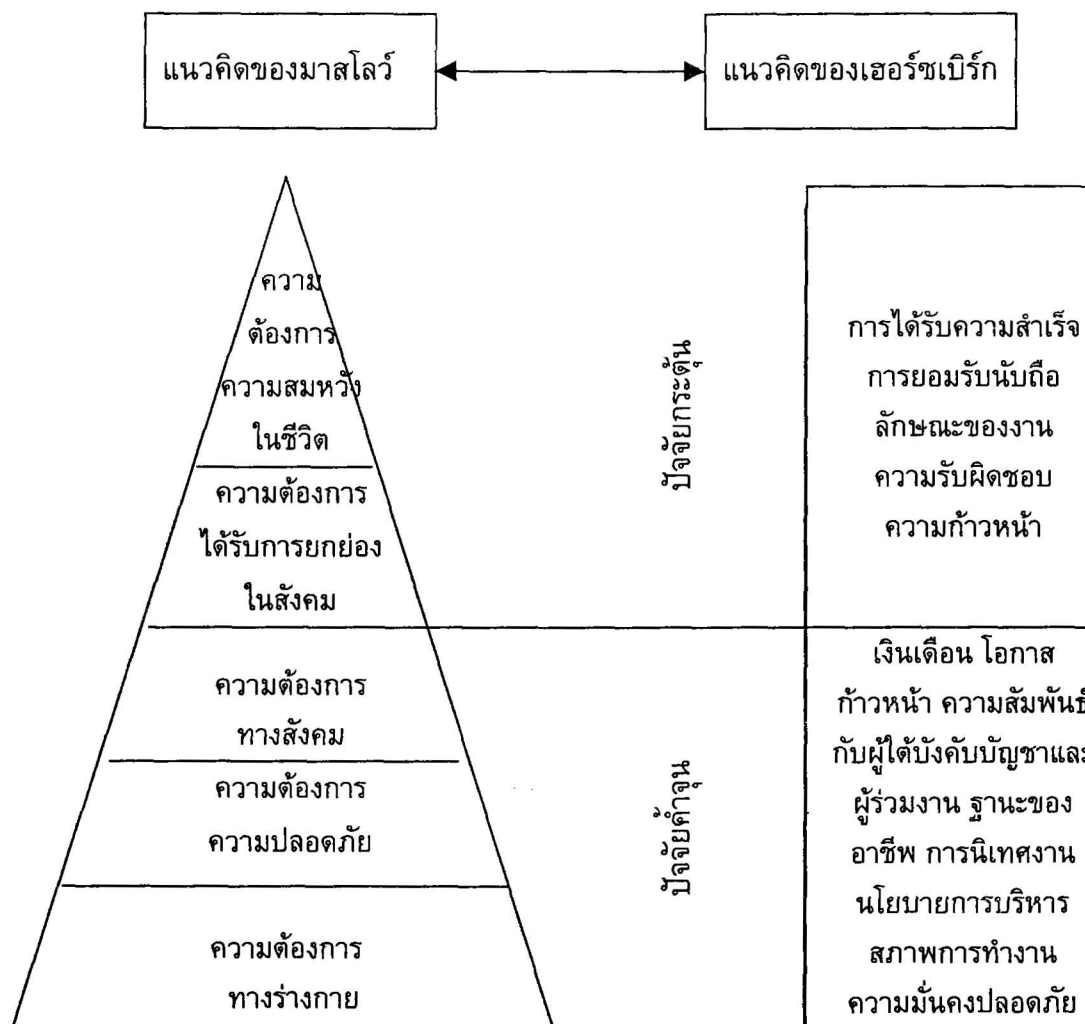 แนวคิดของมาสโลว์
แนวคิดของเฮอร์ซเบิร์ก
ความ
ต้องการ
ความสมหวัง
ในชีวิต
ความต้องการ
ได้รับการยกย่อง
ในสังคม
ความต้องการ
ทางสังคม
ความต้องการ
ความปลอดภัย
ความต้องการ
ทางร่างกาย
ปัจจัยกระตุ้น
ปัจจัยค้ำจุน
การได้รับความสำเร็จ
การยอมรับนับถือ
ลักษณะของงาน
ความรับผิดชอบ
ความก้าวหน้า
เงินเดือน โอกาส
ก้าวหน้า ความสัมพันธ์
กับผู้ใต้บังคับบัญชาและ
ผู้ร่วมงาน ฐานะของ
อาชีพ การนิเทศงาน
นโยบายการบริหาร
สภาพการทำงาน
ความมั่นคงปลอดภัย